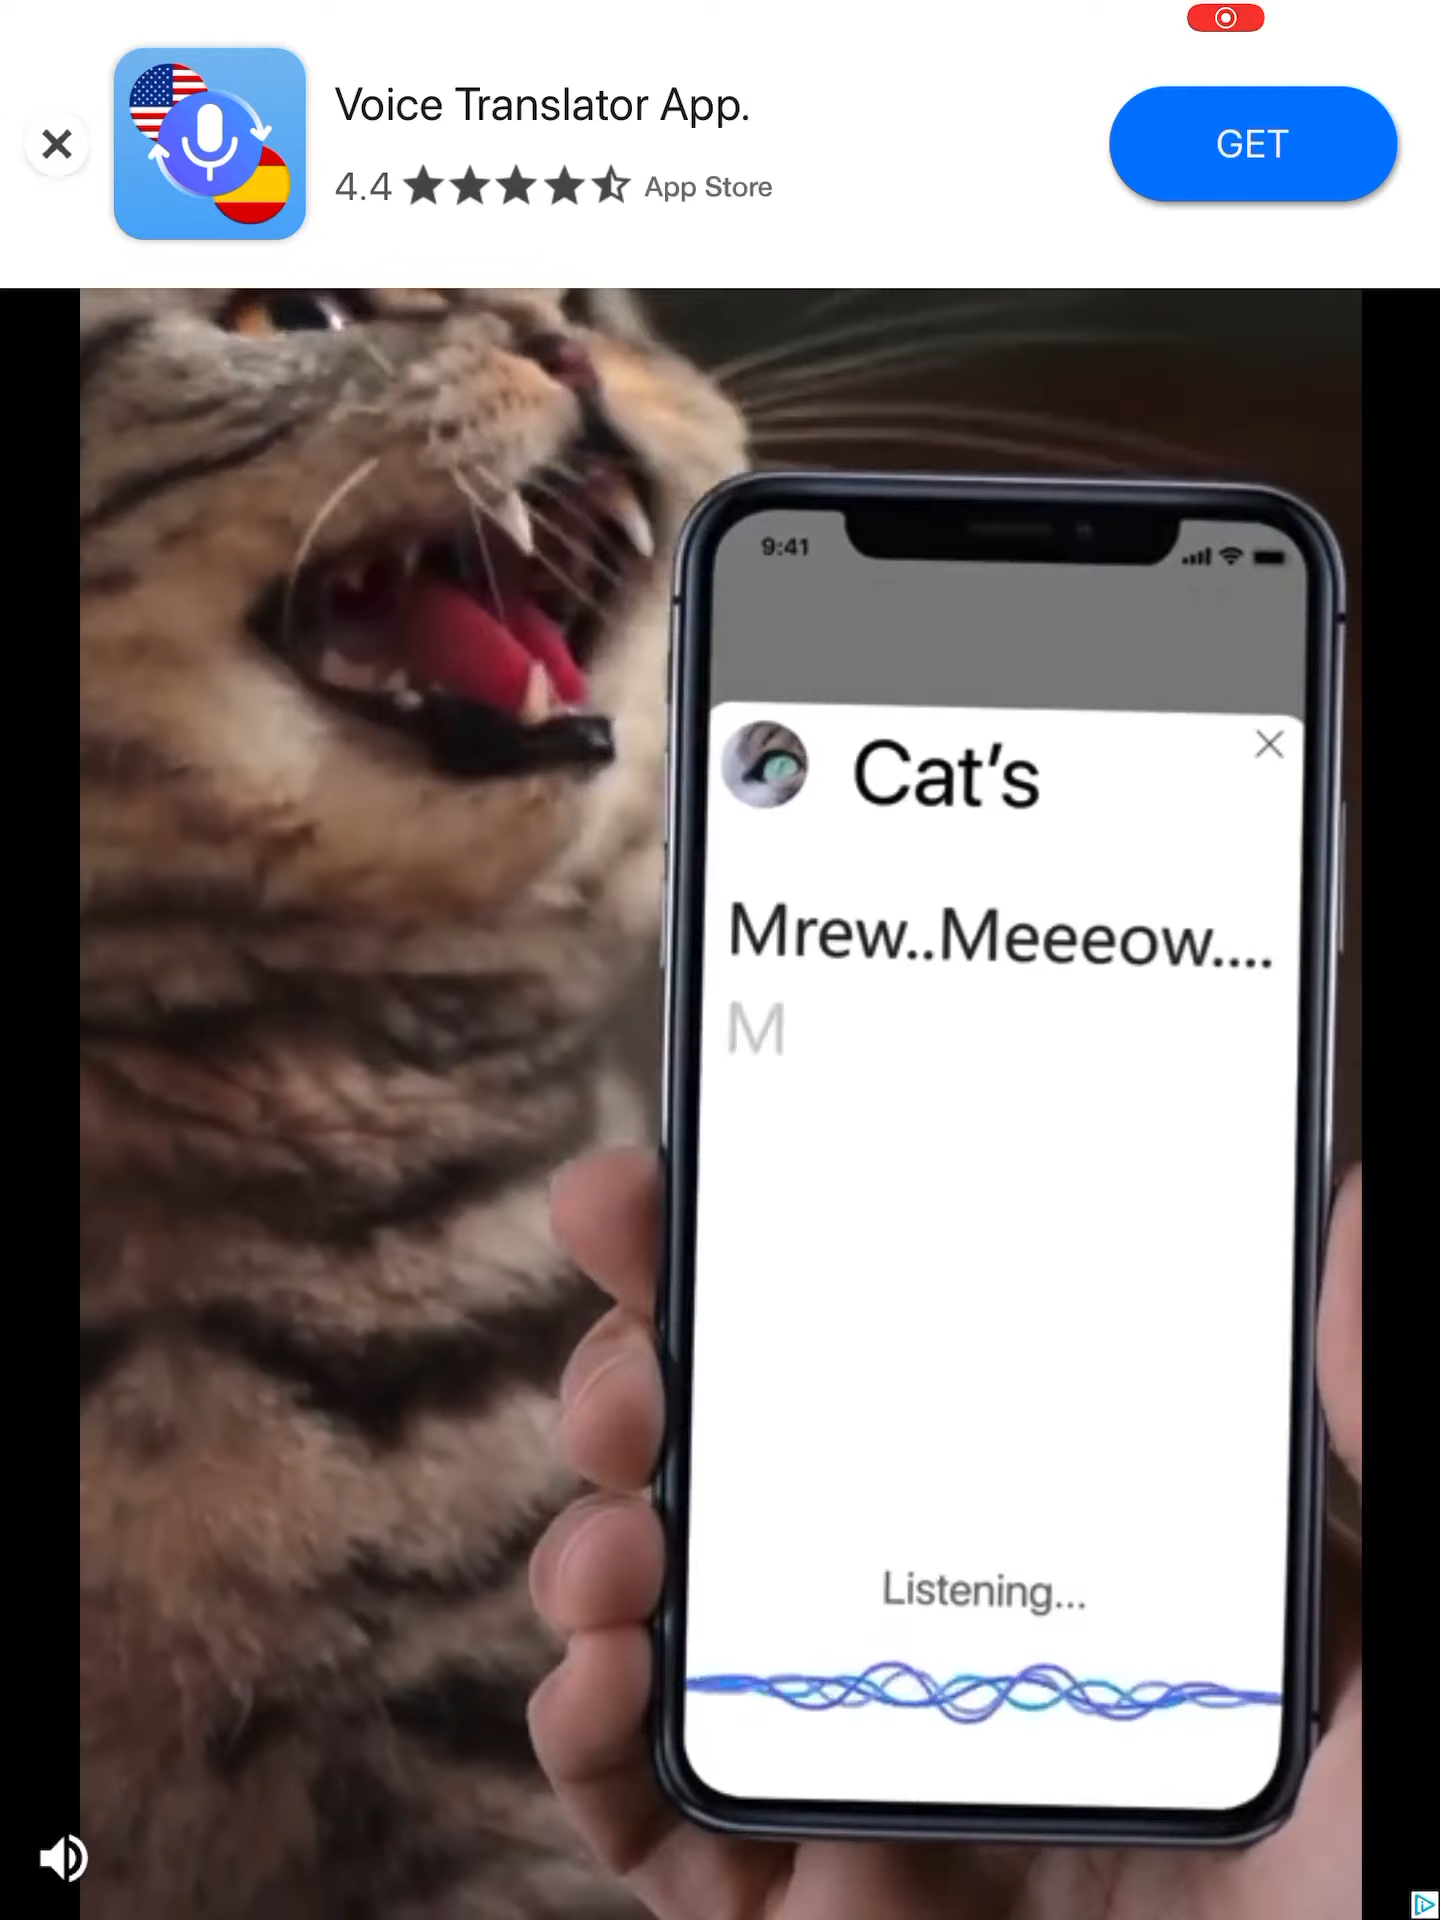 Voice Translator App.
GET
4.4 App Store
9:41
Cat's
Mrew..Meeeow....
M
Listening...